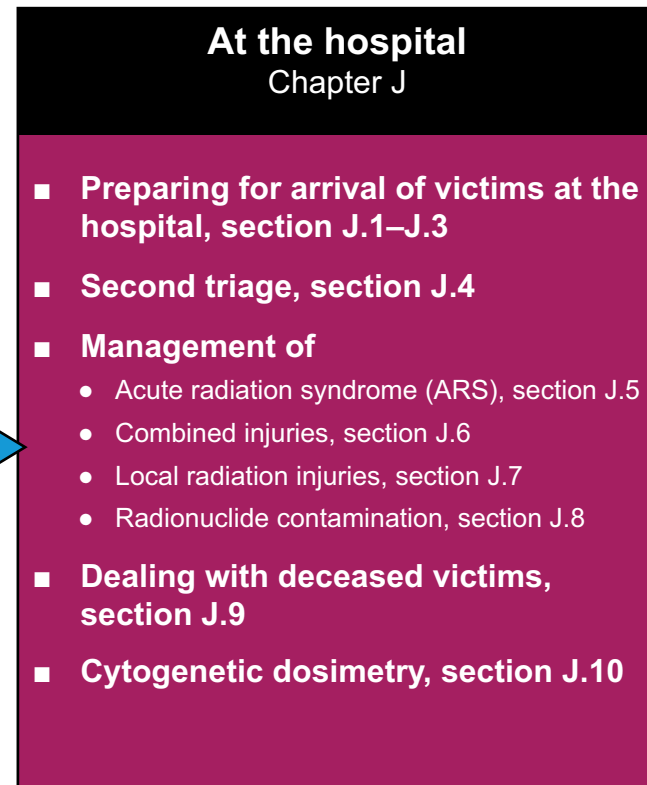 At the hospital
Chapter J
■ Preparing for arrival of victims at the
hospital, section J.1–J.3
■ Second triage, section J.4
■ Management of
● Acute radiation syndrome (ARS), section J.5
● Combined injuries, section J.6
● Local radiation injuries, section J.7
● Radionuclide contamination, section J.8
■ Dealing with deceased victims,
section J.9
■ Cytogenetic dosimetry, section J.10